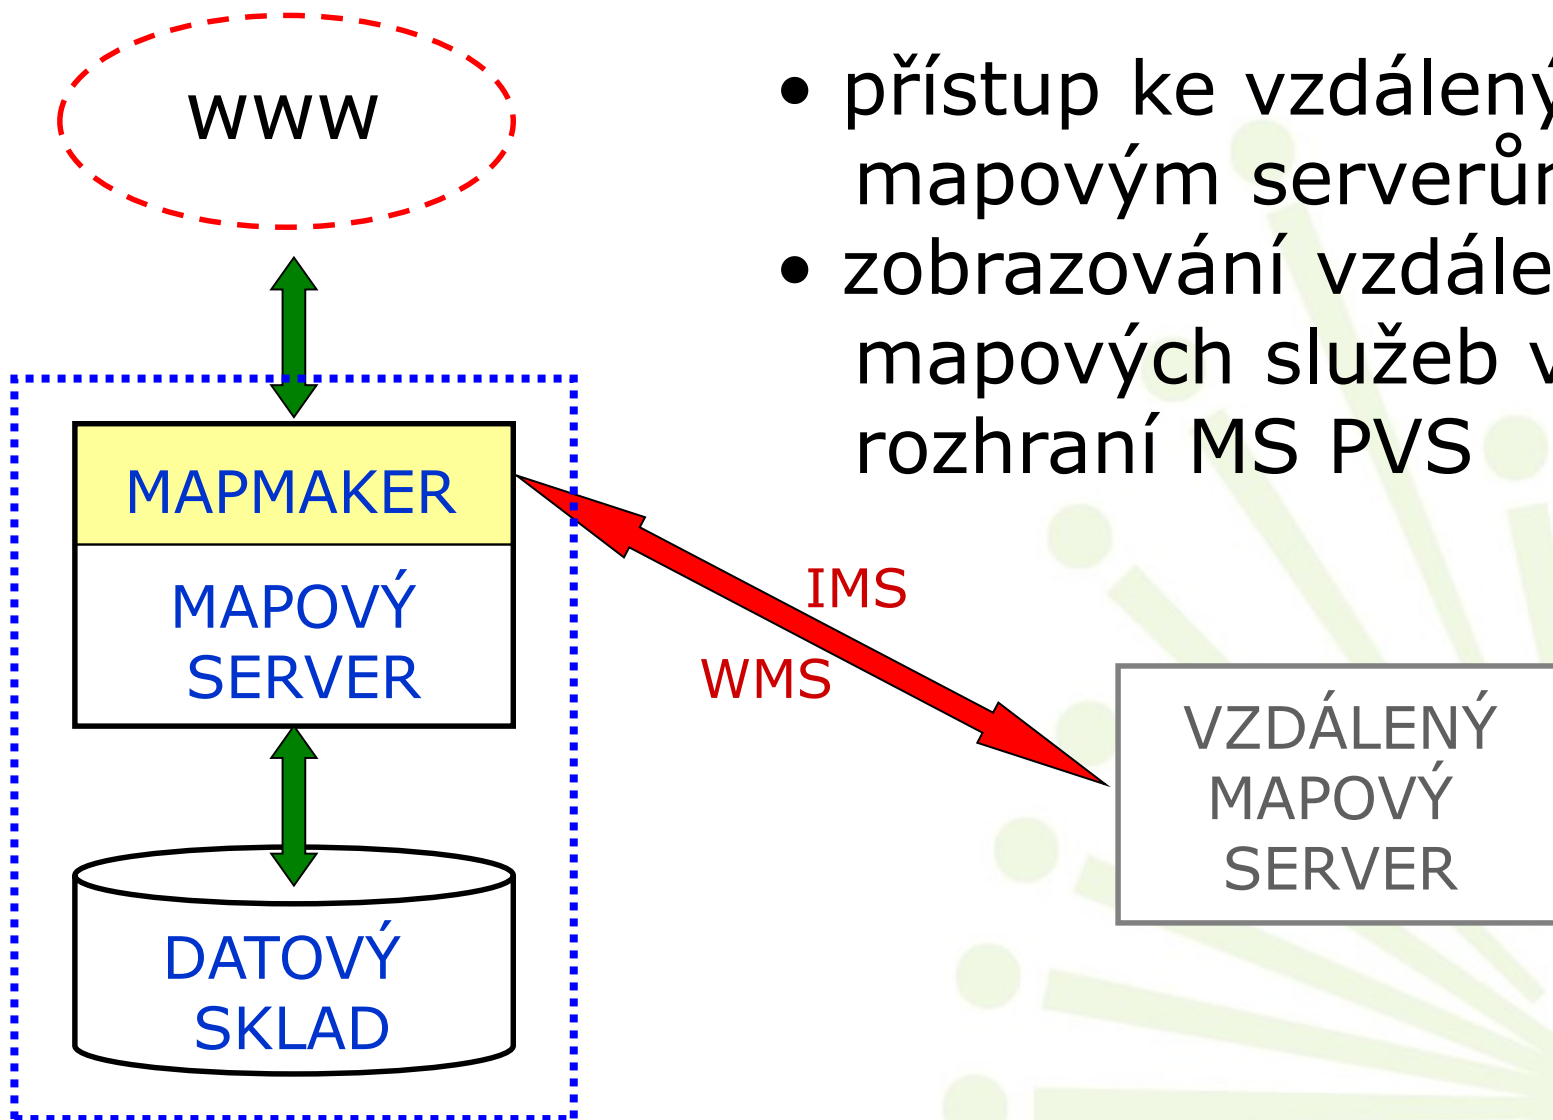 www
• přístup ke vzdálený
mapovým serverům
• zobrazování vzdále
mapových služeb v
rozhraní MS PVS
MAPMAKER
MAPOVÝ
SERVER
IMS
WMS
VZDÁLENÝ
MAPOVÝ
SERVER
DATOVÝ
SKLAD